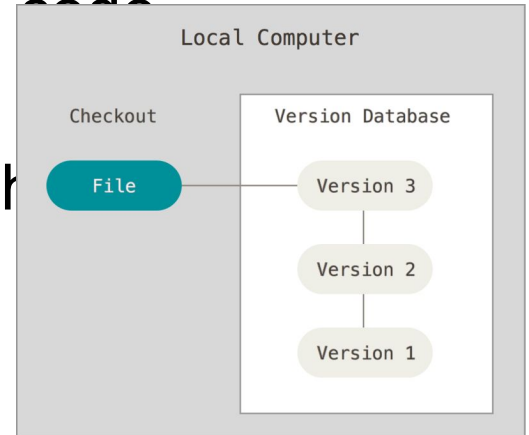 Local Computer
Checkout
Version Database
File
Version 3
Version 2
Version 1